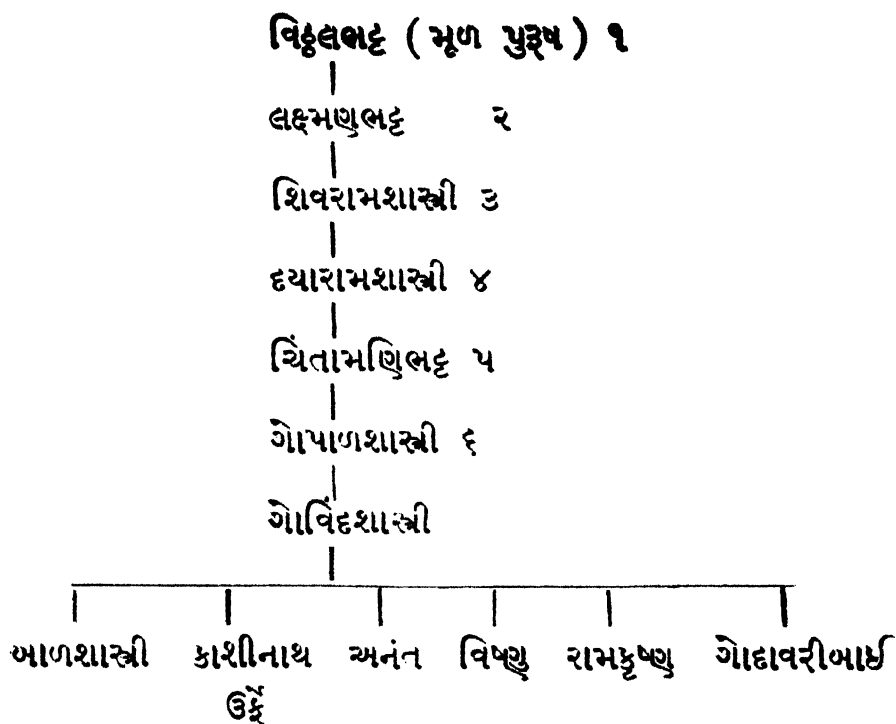 વિઠ્ઠલભટ્ટ ( મૂળ પુરૂષ ) ૧
લક્ષ્મણભટ્ટ ૨
શિવરામશાસ્ત્રી ૩
દયારામશાસ્ત્રી ૪
ચિંતામણિભટ્ટ ૫
ગોપાળશાસ્ત્રી ૬
ગોવિંદશાસ્ત્રી
બાળશાસ્ત્રી કાશીનાથ અનંત વિષ્ણુ રામકૃષ્ણ ગોદાવરીબાઈ
ઉર્ફે